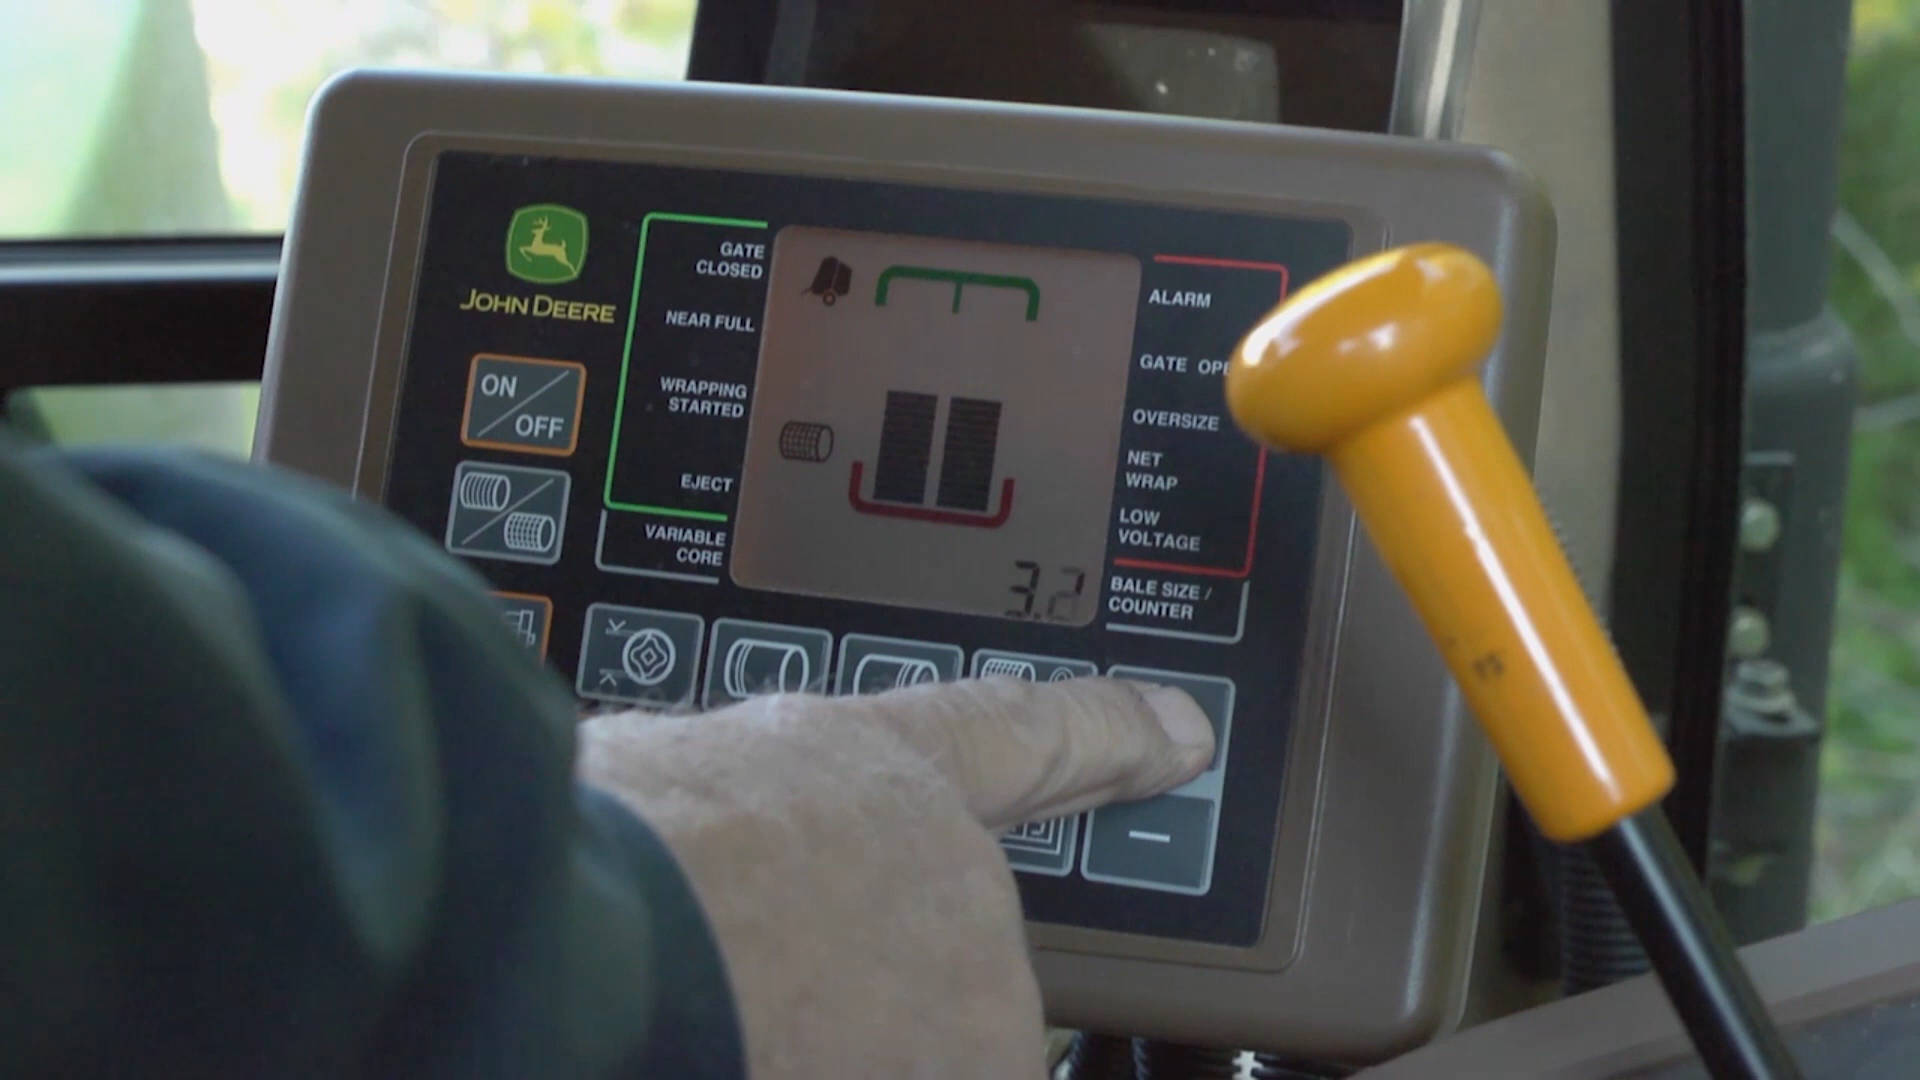 JOHN DEERE
ON
OFF
GATE
CLOSED
NEAR FULL
WRAPPING
STARTED
EJECT
VARIABLE
CORE
3.2
ALARM
GATE OPE
OVERSIZE
NET
WRAP
LOW
VOLTAGE
BALE SIZE /
COUNTER